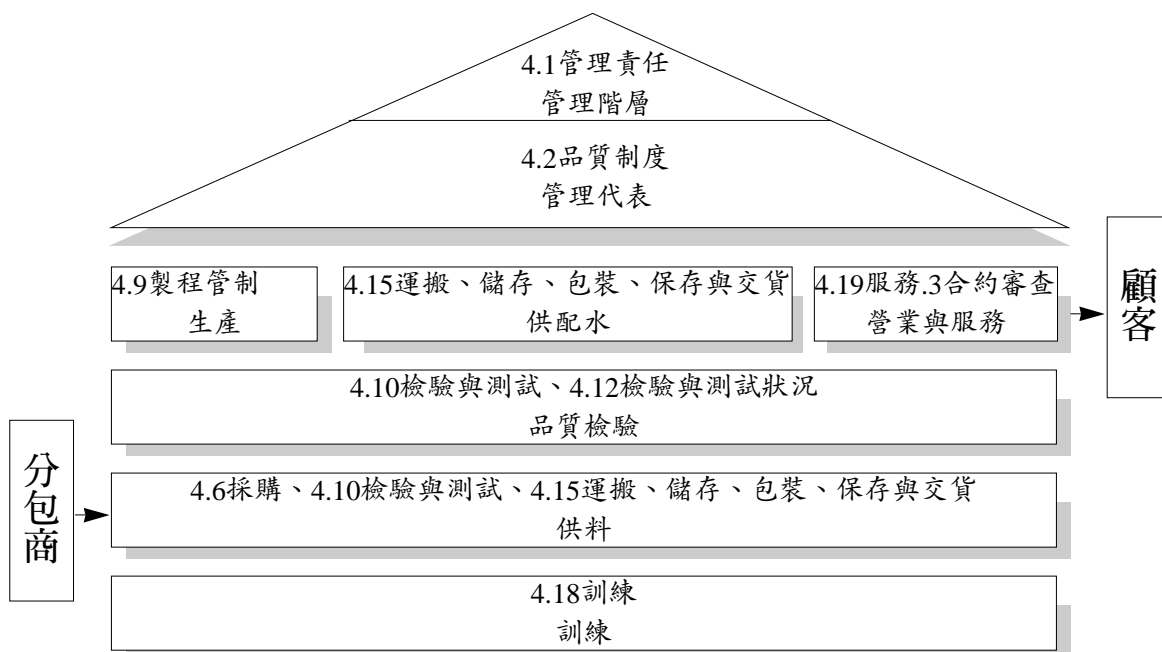 4.1管理責任
管理階層
4.2品質制度
管理代表
4.9製程管制
生產
4.15運搬、儲存、包裝、保存與交貨
供配水
4.19服務.3合約審查
營業與服務
顧客
4.10檢驗與測試、4.12檢驗與測試狀況
品質檢驗
分包商
4.6採購、4.10檢驗與測試、4.15運搬、儲存、包裝、保存與交貨
供料
4.18訓練
訓練